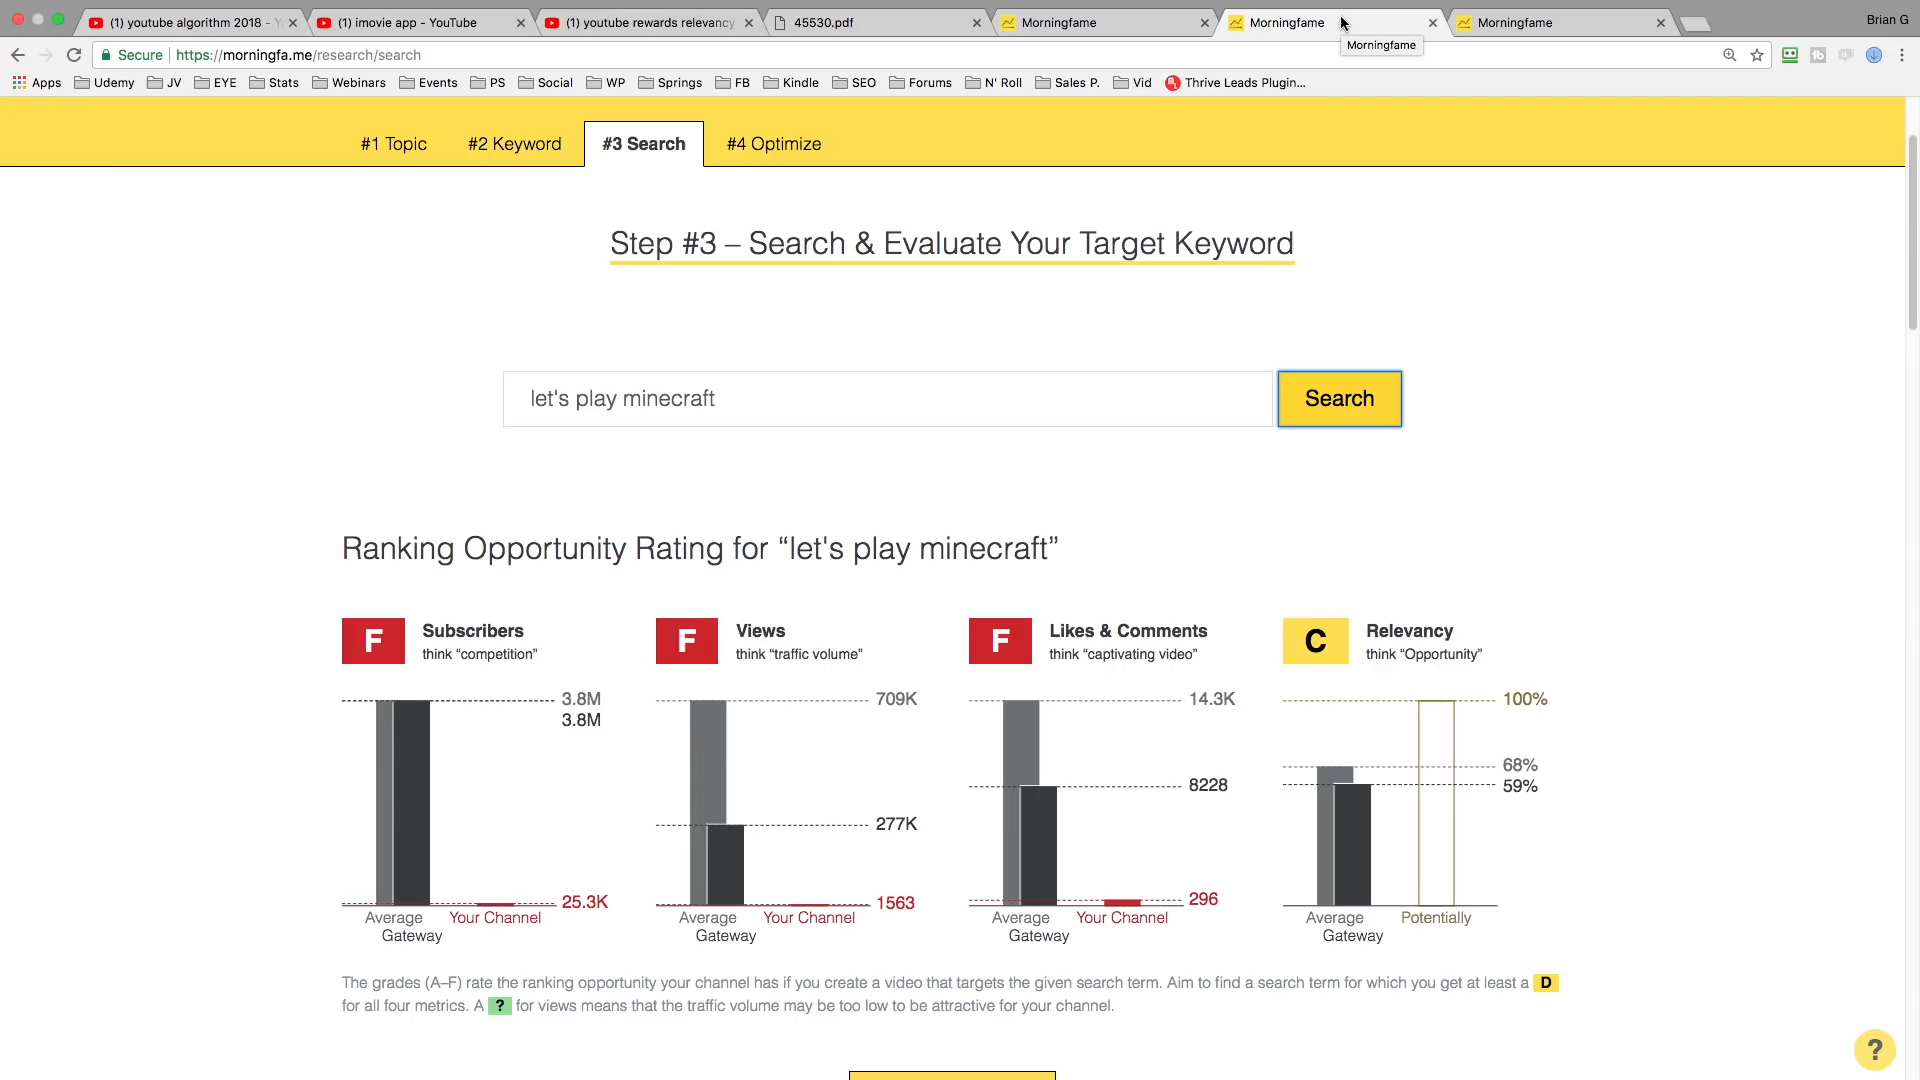 (1) youtube algorithm 2018 -
(1) imovie app - YouTube
(1) youtube rewards relevancy
45530.pdf
Morningfame
Morningfame
Morningfame
Brian G
Morningfame
Secure
https://morningfa.me/research/search
Apps
Udemy
JV
EYE
Stats
Webinars
Events
PS
Social
WP
Springs
FB
Kindle
SEO
Forums
N' Roll
Sales P.
Vid
Thrive Leads Plugin...
#1 Topic
#2 Keyword
#3 Search
#4 Optimize
Step #3 – Search & Evaluate Your Target Keyword
let's play minecraft
Search
Ranking Opportunity Rating for “let's play minecraft”
F
Subscribers
think “competition”
3.8M
3.8M
25.3K
Average
Your Channel
Gateway
F
Views
think “traffic volume”
709K
277K
1563
Average
Your Channel
Gateway
F
Likes & Comments
think “captivating video”
14.3K
8228
296
Average
Your Channel
Gateway
C
Relevancy
think “Opportunity”
100%
68%
59%
Average
Potentially
Gateway
The grades (A–F) rate the ranking opportunity your channel has if you create a video that targets the given search term. Aim to find a search term for which you get at least a D
for all four metrics. A ? for views means that the traffic volume may be too low to be attractive for your channel.
?